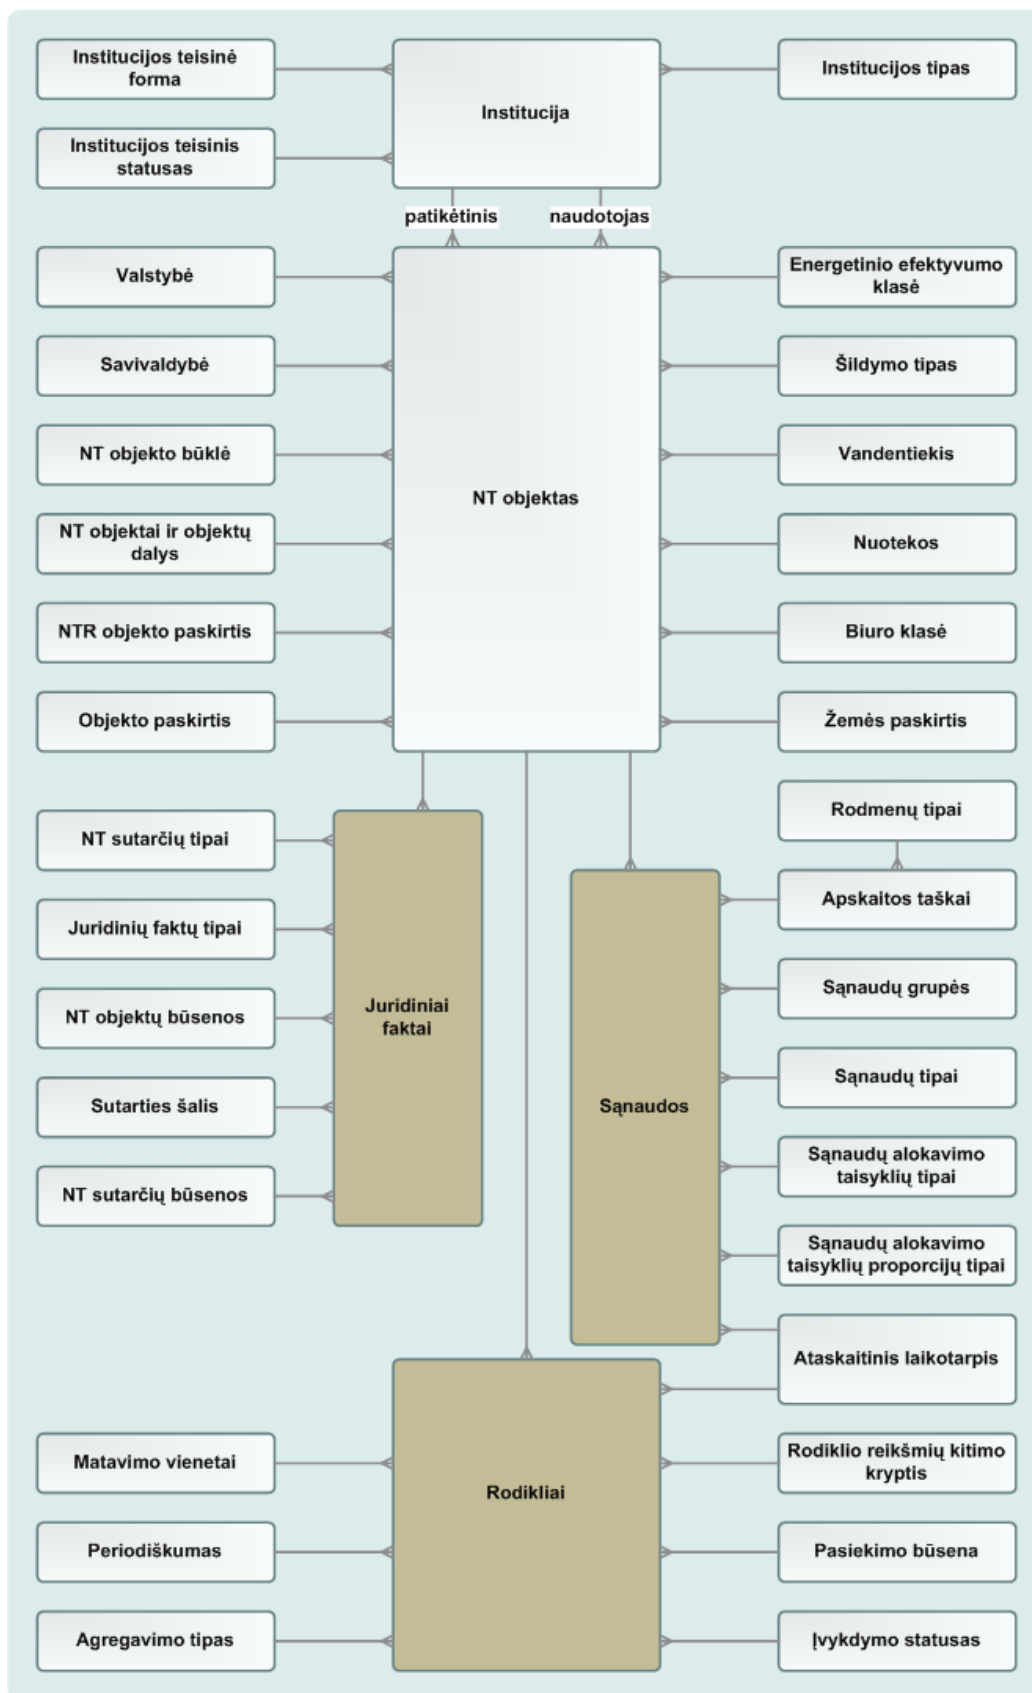 Institucijos teisinė
forma
Institucija
Institucijos tipas
Institucijos teisinis
statusas
patikėtinis
naudotojas
Valstybė
Energetinio efektyvumo
klasė
Savivaldybė
Šildymo tipas
NT objekto būklė
Vandentiekis
NT objektas
NT objektai ir objektų
dalys
Nuotekos
NTR objekto paskirtis
Biuro klasė
Objekto paskirtis
Žemės paskirtis
Rodmenų tipai
NT sutarčių tipai
Apskaitos taškai
Juridinių faktų tipai
Sąnaudų grupės
Juridiniai
faktai
NT objektų būsenos
Sąnaudų tipai
Sutarties šalis
Sąnaudos
Sąnaudų alokavimo
taisyklių tipai
NT sutarčių būsenos
Sąnaudų alokavimo
taisyklių proporcijų tipai
Ataskaitinis laikotarpis
Matavimo vienetai
Rodiklio reikšmių kitimo
kryptis
Rodikliai
Periodiškumas
Pasiekimo būsena
Agregavimo tipas
Įvykdymo statusas